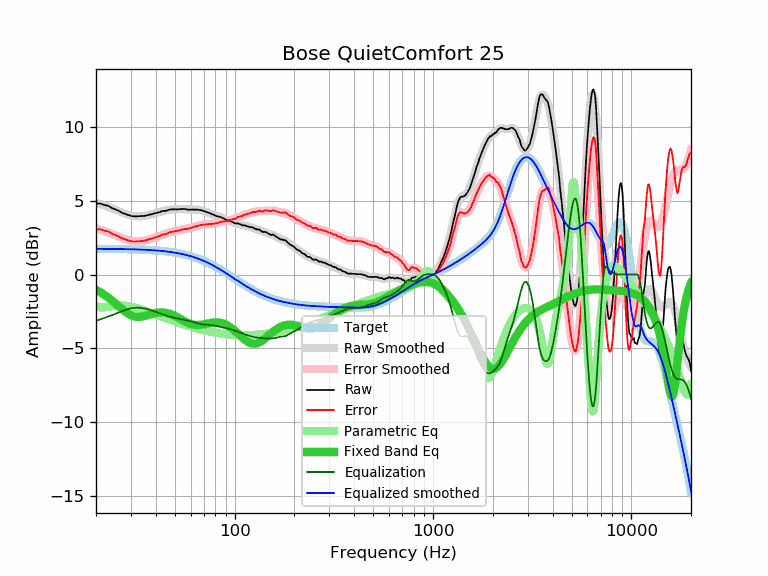 Bose QuietComfort 25
Amplitude (dBr)
10
5
0
−5
−10
−15
Target
Raw Smoothed
Error Smoothed
Raw
Error
Parametric Eq
Fixed Band Eq
Equalization
Equalized smoothed
100
1000
10000
Frequency (Hz)